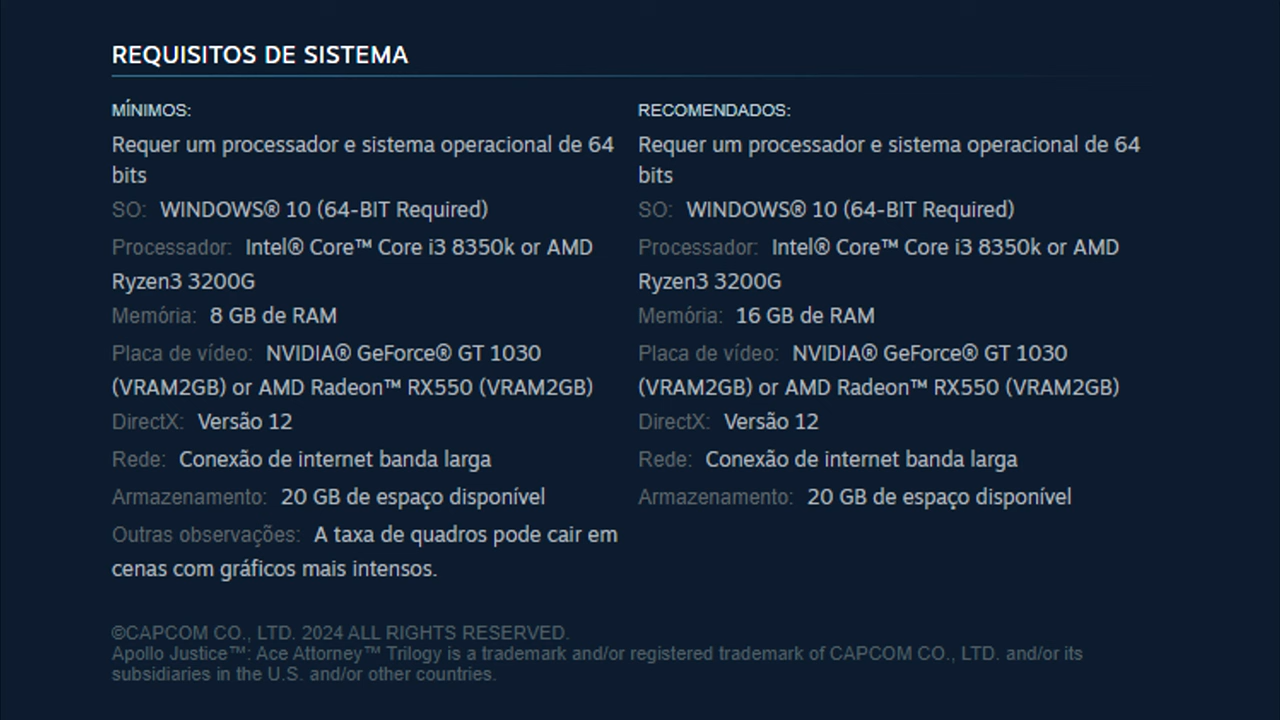 REQUISITOS DE SISTEMA
MÍNIMOS:
Requer um processador e sistema operacional de 64
bits
SO: WINDOWS® 10 (64-BIT Required)
Processador: Intel® Core™ Core i3 8350k or AMD
Ryzen3 3200G
Memória: 8 GB de RAM
Placa de vídeo: NVIDIA® GeForce® GT 1030
(VRAM2GB) or AMD Radeon™ RX550 (VRAM2GB)
DirectX: Versão 12
Rede: Conexão de internet banda larga
Armazenamento: 20 GB de espaço disponível
Outras observações: A taxa de quadros pode cair em
cenas com gráficos mais intensos.
RECOMENDADOS:
Requer um processador e sistema operacional de 64
bits
SO: WINDOWS® 10 (64-BIT Required)
Processador: Intel® Core™ Core i3 8350k or AMD
Ryzen3 3200G
Memória: 16 GB de RAM
Placa de vídeo: NVIDIA® GeForce® GT 1030
(VRAM2GB) or AMD Radeon™ RX550 (VRAM2GB)
DirectX: Versão 12
Rede: Conexão de internet banda larga
Armazenamento: 20 GB de espaço disponível
©CAPCOM CO., LTD. 2024 ALL RIGHTS RESERVED.
Apollo Justice™: Ace Attorney™ Trilogy is a trademark and/or registered trademark of CAPCOM CO., LTD. and/or its
subsidiaries in the U.S. and/or other countries.